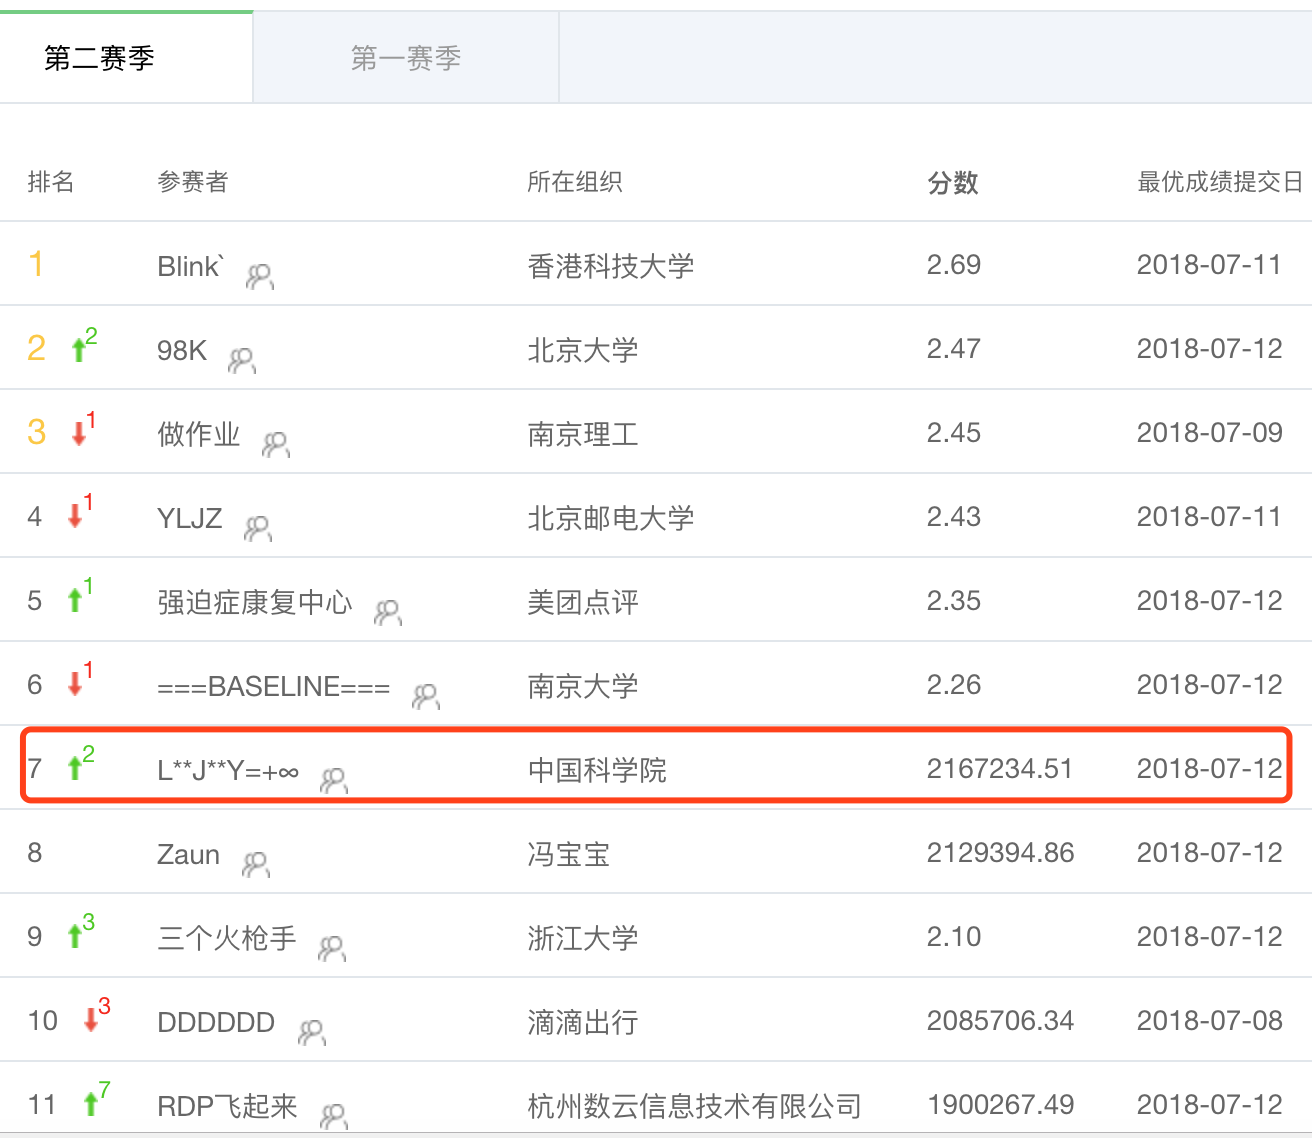 第二赛季 第一赛季
排名 参赛者 所在组织 分数 最优成绩提交日
1 Blink` 香港科技大学 2.69 2018-07-11
2 2 98K 北京大学 2.47 2018-07-12
3 1 做作业 南京理工 2.45 2018-07-09
4 1 YLJZ 北京邮电大学 2.43 2018-07-11
5 1 强迫症康复中心 美团点评 2.35 2018-07-12
6 1 ===BASELINE=== 南京大学 2.26 2018-07-12
7 2 L**J**Y=+∞ 中国科学院 2167234.51 2018-07-12
8 Zaun 冯宝宝 2129394.86 2018-07-12
9 3 三个火枪手 浙江大学 2.10 2018-07-12
10 3 DDDDDD 滴滴出行 2085706.34 2018-07-08
11 7 RDP飞起来 杭州数云信息技术有限公司 1900267.49 2018-07-12